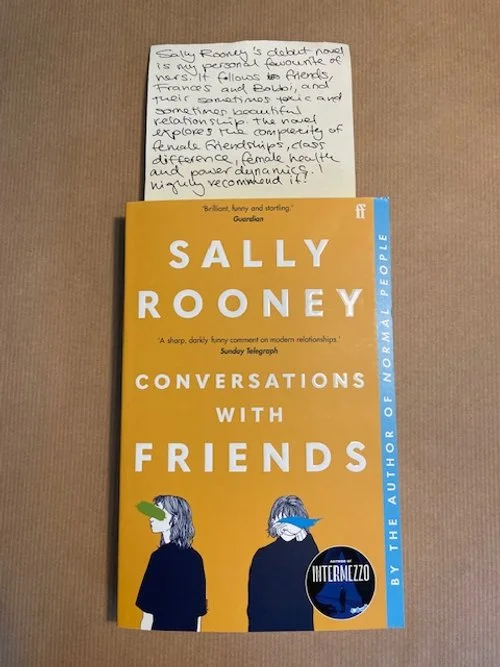 Sally Rooney's debut novel
is my personal favourite of
hers. It follows to friends,
Frances and Bobbi, and
their sometimes toxic and
sometimes beautiful
relationship. The novel
explores the complexity of
female friendships, class
difference, female health
and power dynamics. I
highly recommend it!
'Brilliant, funny and startling.'
Guardian
ff
SALLY
ROONEY
'A sharp, darkly funny comment on modern relationships.'
Sunday Telegraph
CONVERSATIONS
WITH
FRIENDS
BY THE AUTHOR OF NORMAL PEOPLE
AUTHOR OF
INTERMEZZO